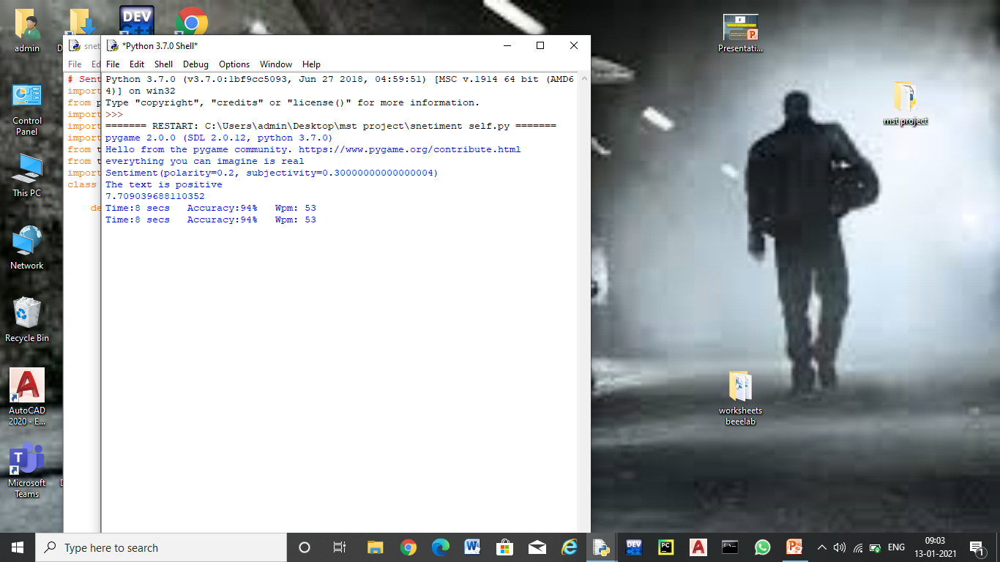 admin
DEV
C++
Presentati...
mst project
Control
Panel
This PC
Network
Recycle Bin
AutoCAD
2020 - E...
Microsoft
Teams
worksheets
beeelab
File
# Sent
import
from
import
import
import
from t
from t
import
class
de
*Python 3.7.0 Shell*
File Edit Shell Debug Options Window Help
Python 3.7.0 (v3.7.0:1bf9cc5093, Jun 27 2018, 04:59:51) [MSC v.1914 64 bit (AMD6
4)] on win32
Type "copyright", "credits" or "license()" for more information.
>>>
======= RESTART: C:\Users\admin\Desktop\mst project\snetiment self.py =======
pygame 2.0.0 (SDL 2.0.12, python 3.7.0)
Hello from the pygame community. https://www.pygame.org/contribute.html
everything you can imagine is real
Sentiment(polarity=0.2, subjectivity=0.30000000000000004)
The text is positive
7.709039688110352
Time:8 secs   Accuracy:94%   Wpm: 53
Time:8 secs   Accuracy:94%   Wpm: 53
Type here to search
ENG
09:03
13-01-2021
1